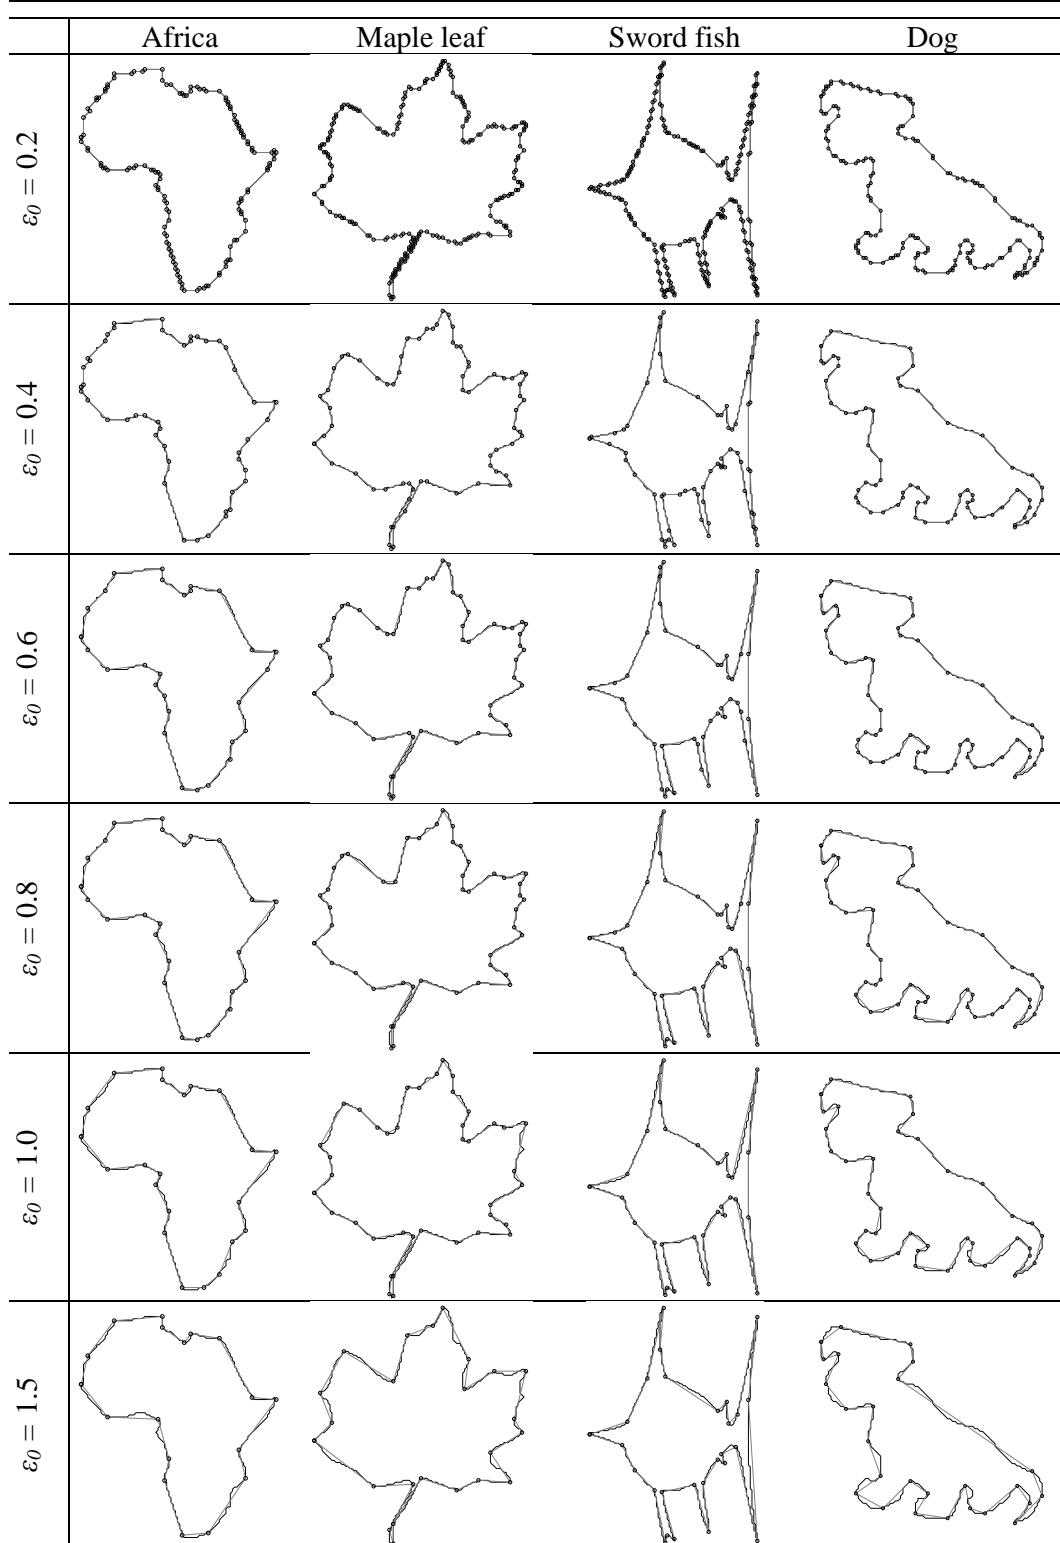 Africa Maple leaf Sword fish Dog
ε0 = 0.2
ε0 = 0.4
ε0 = 0.6
ε0 = 0.8
ε0 = 1.0
ε0 = 1.5